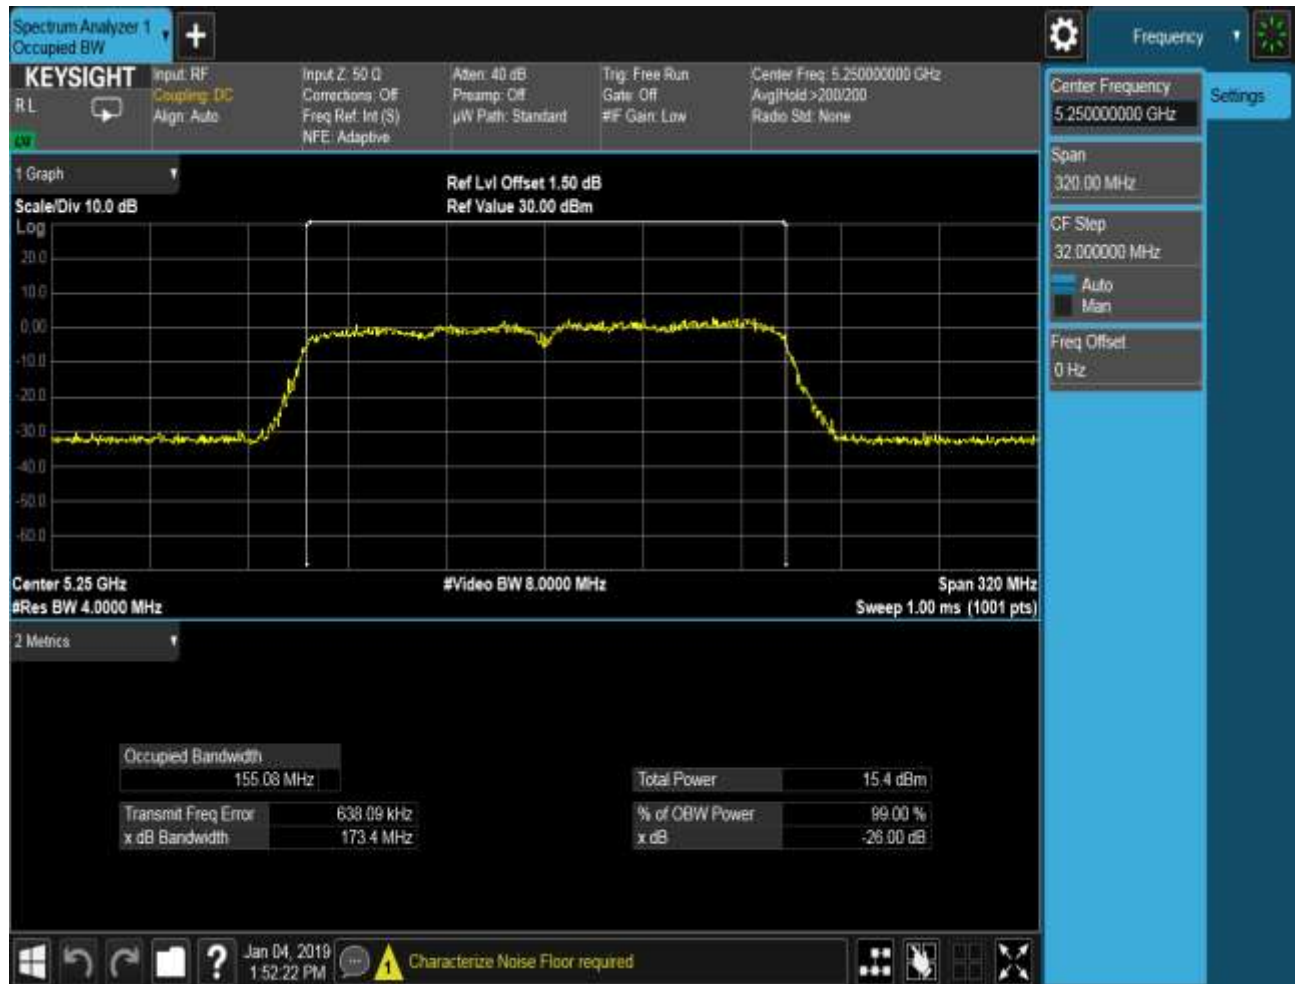 Spectrum Analyzer 1
Occupied BW
Frequency
KEYSIGHT
R L
Input: RF
Coupling: DC
Align: Auto
Input Z: 50 Ω
Corrections: Off
Freq Ref: Int (S)
NFE: Adaptive
Atten: 40 dB
Preamp: Off
µW Path: Standard
Trig: Free Run
Gate: Off
#IF Gain: Low
Center Freq: 5.250000000 GHz
Avg|Hold:>200/200
Radio Std: None
Center Frequency
5.250000000 GHz
Settings
Span
320.00 MHz
CF Step
32.000000 MHz
Auto
Man
Freq Offset
0 Hz
1 Graph
Scale/Div 10.0 dB
Ref Lvl Offset 1.50 dB
Ref Value 30.00 dBm
Log
20.0
10.0
0.00
-10.0
-20.0
-30.0
-40.0
-50.0
-60.0
Center 5.25 GHz
#Video BW 8.0000 MHz
Span 320 MHz
#Res BW 4.0000 MHz
Sweep 1.00 ms (1001 pts)
2 Metrics
Occupied Bandwidth
155.08 MHz
Transmit Freq Error 638.09 kHz
x dB Bandwidth 173.4 MHz
Total Power 15.4 dBm
% of OBW Power 99.00 %
x dB -26.00 dB
Jan 04, 2019
1:52:22 PM
1
Characterize Noise Floor required